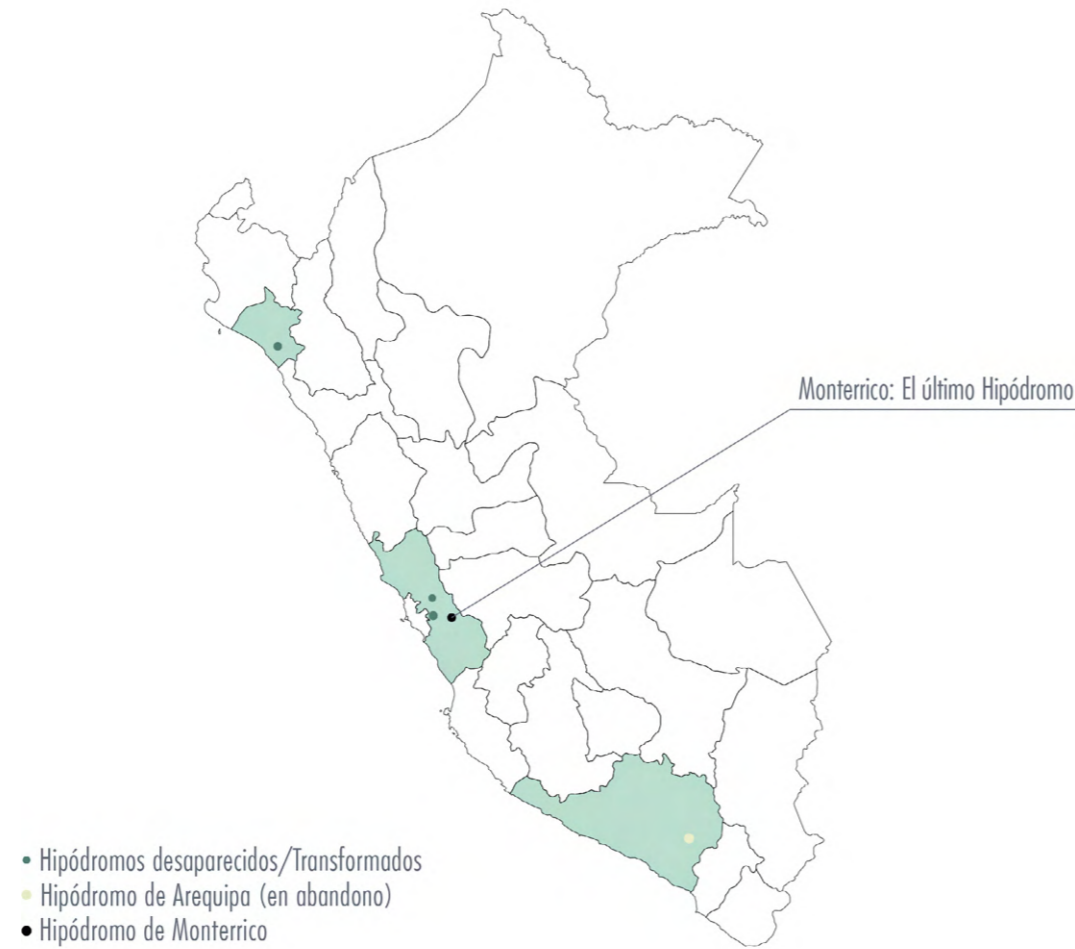 Monterrico: El último Hipódromo
Hipódromos desaparecidos/Transformados
Hipódromo de Arequipa (en abandono)
Hipódromo de Monterrico